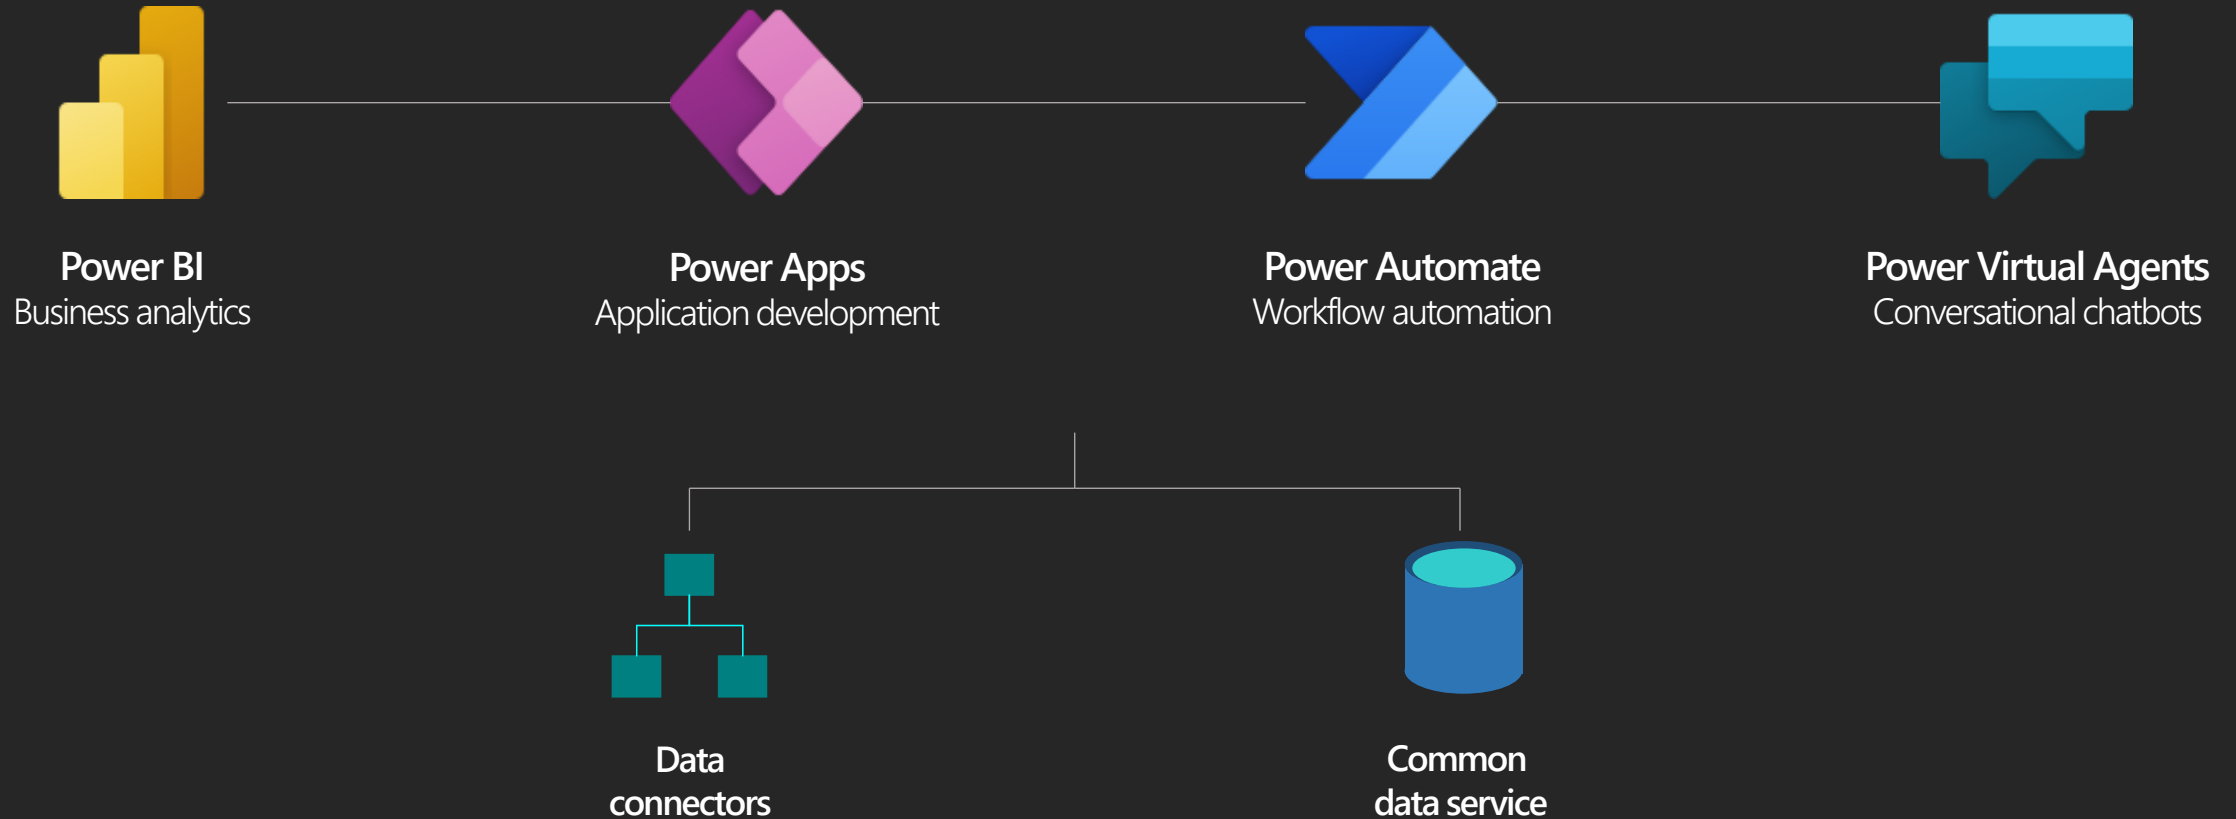 Power BI
Business analytics
Power Apps
Application development
Power Automate
Workflow automation
Power Virtual Agents
Conversational chatbots
Data
connectors
Common
data service